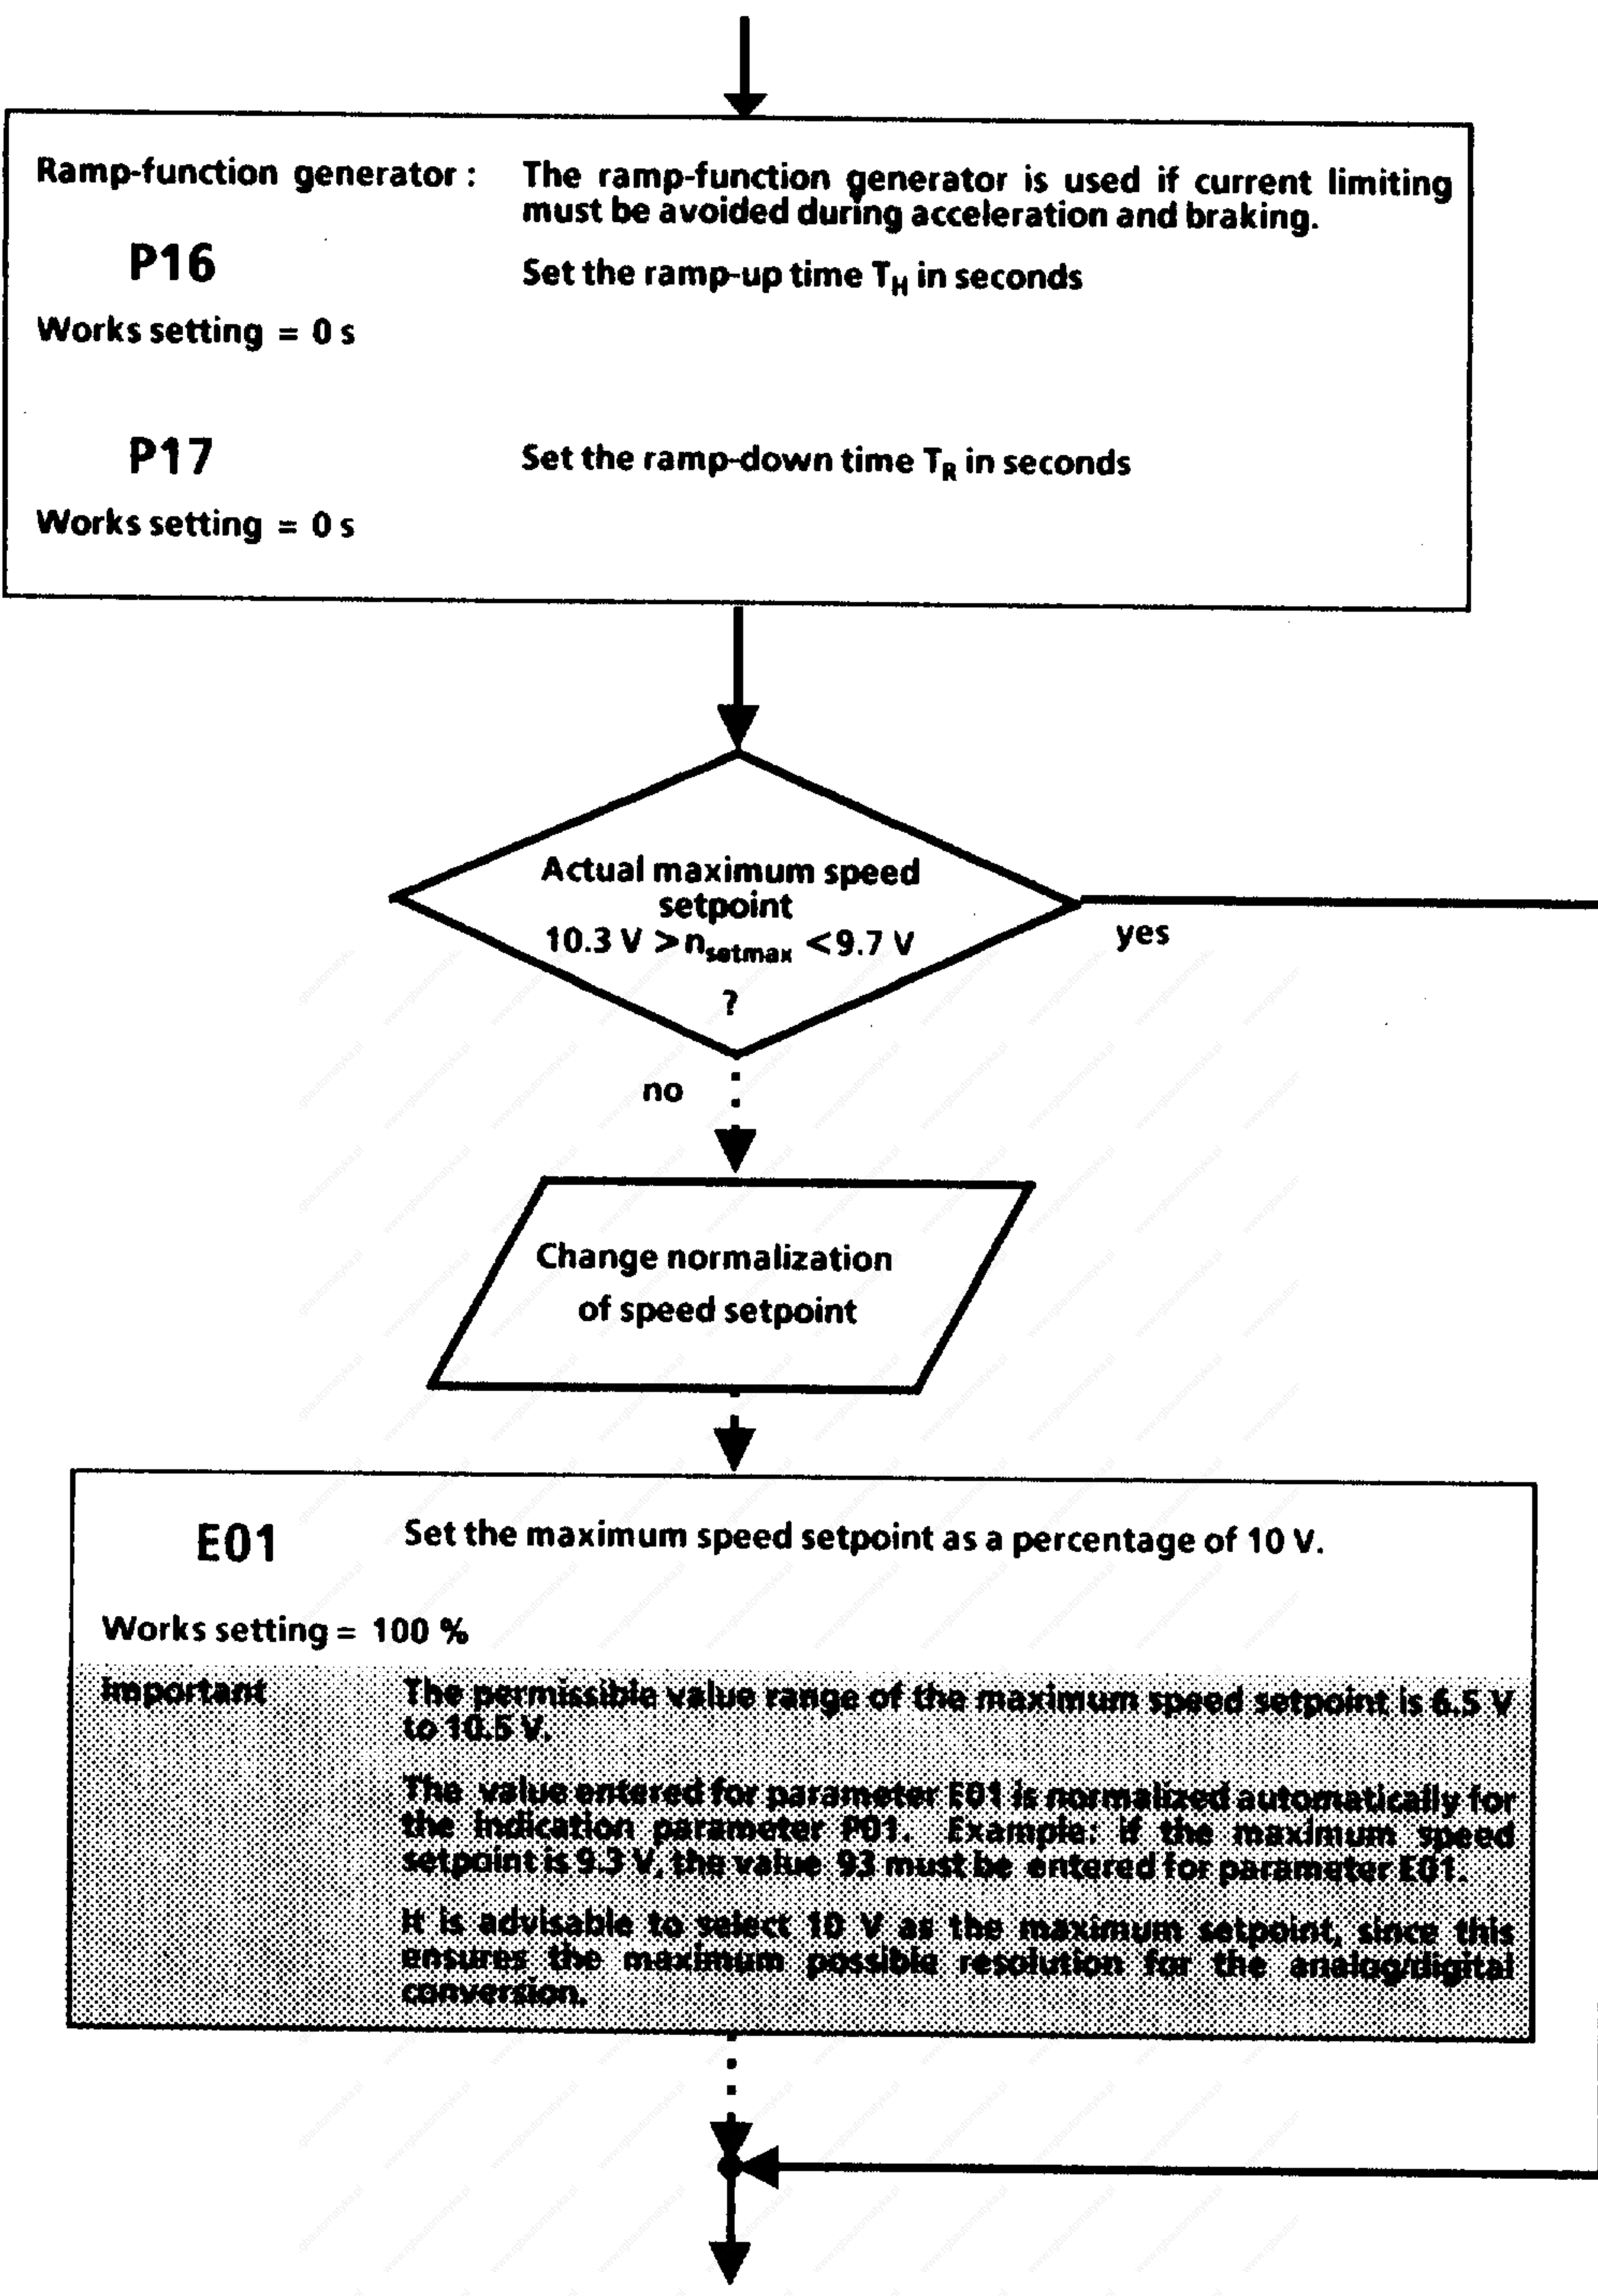 Ramp-function generator :
The ramp-function generator is used if current limiting
must be avoided during acceleration and braking.
P16
Set the ramp-up time TH in seconds
Works setting = 0 s
P17
Set the ramp-down time TR in seconds
Works setting = 0 s
Actual maximum speed
setpoint
10.3 V > nsetmax < 9.7 V
?
yes
no
Change normalization
of speed setpoint
E01
Set the maximum speed setpoint as a percentage of 10 V.
Works setting = 100 %
Important
The permissible value range of the maximum speed setpoint is 6.5 V
to 10.5 V.
The value entered for parameter E01 is normalized automatically for
the indication parameter P01. Example: if the maximum speed
setpoint is 9.3 V, the value 93 must be entered for parameter E01.
It is advisable to select 10 V as the maximum setpoint, since this
ensures the maximum possible resolution for the analog/digital
conversion.
www.rgbautomatyka.pl